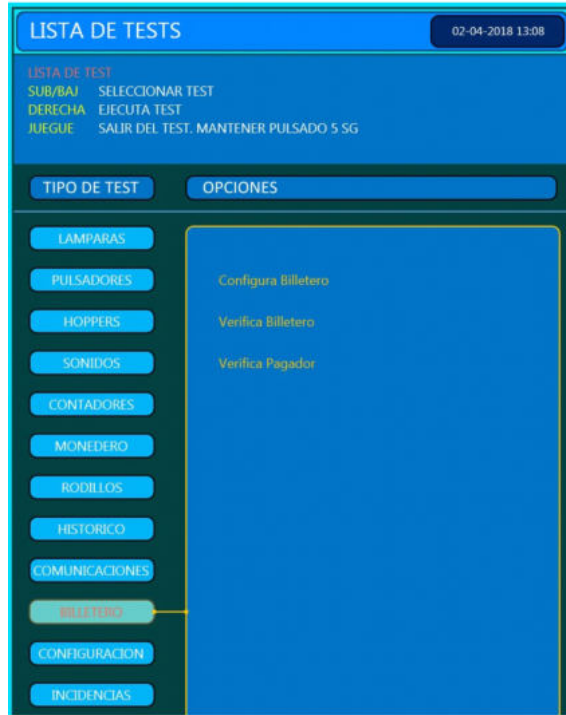 LISTA DE TESTS
02-04-2018 13:08
LISTA DE TEST
SUB/BAJ SELECCIONAR TEST
DERECHA EJECUTA TEST
JUEGUE SALIR DEL TEST. MANTENER PULSADO 5 SG
TIPO DE TEST
OPCIONES
LAMPARAS
PULSADORES
HOPPERS
SONIDOS
CONTADORES
MONEDERO
RODILLOS
HISTORICO
COMUNICACIONES
BILLETERO
CONFIGURACION
INCIDENCIAS
Configura Billetero
Verifica Billetero
Verifica Pagador